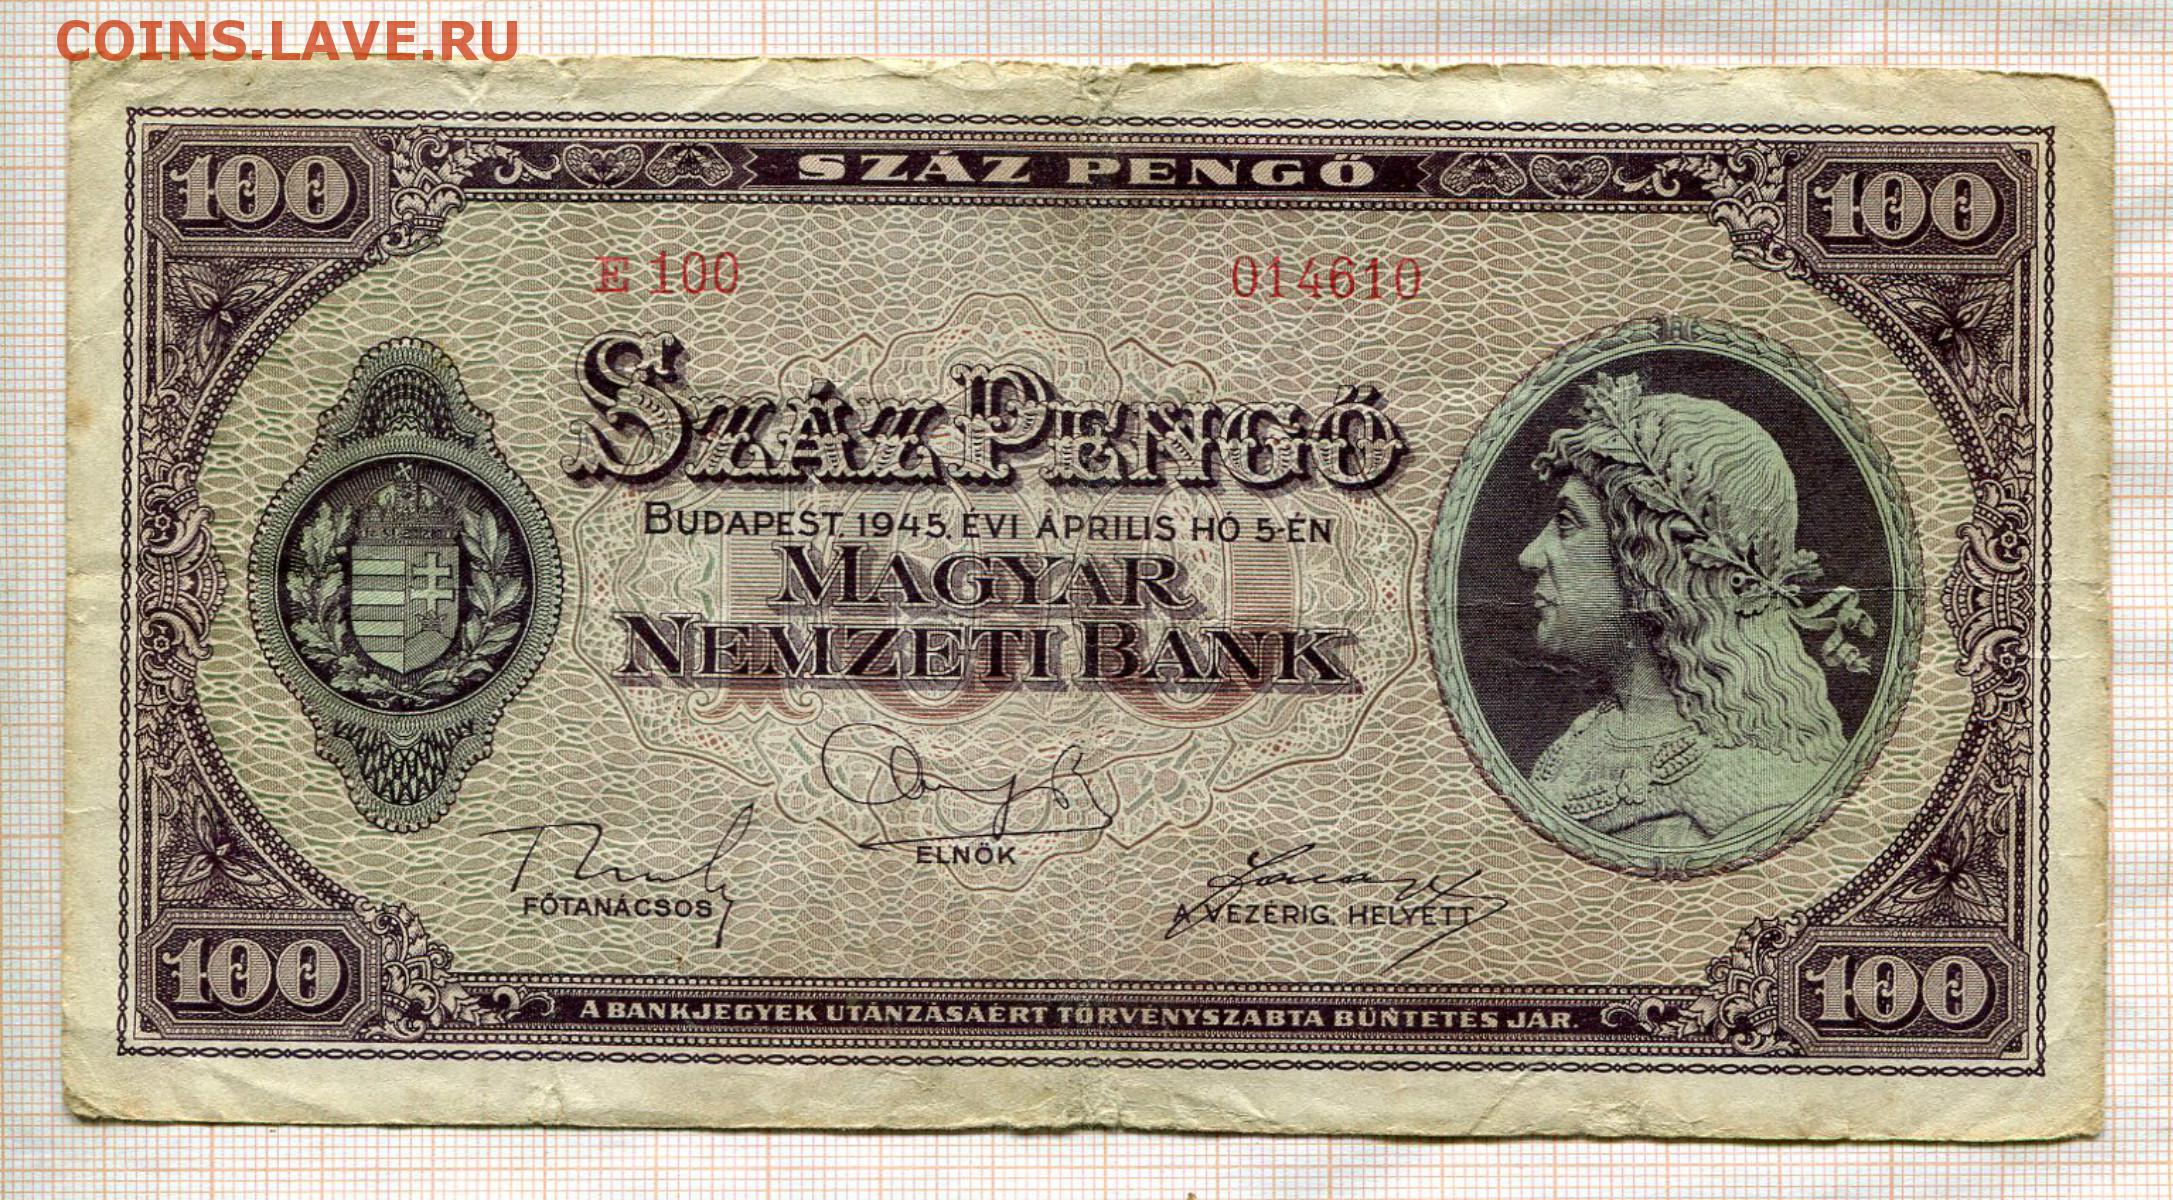 COINS.LAVE.RU
SZÁZ PENGŐ
100
100
E 100
014610
SZÁZ PENGŐ
BUDAPEST, 1945. ÉVI ÁPRILIS HÓ 5-ÉN
MAGYAR
NEMZETI BANK
ELNÖK
FŐTANÁCSOS
A VEZÉRIG. HELYETT
100
100
A BANKJEGYEK UTÁNZÁSÁÉRT TÖRVÉNYSZABTA BÜNTETÉS JÁR.